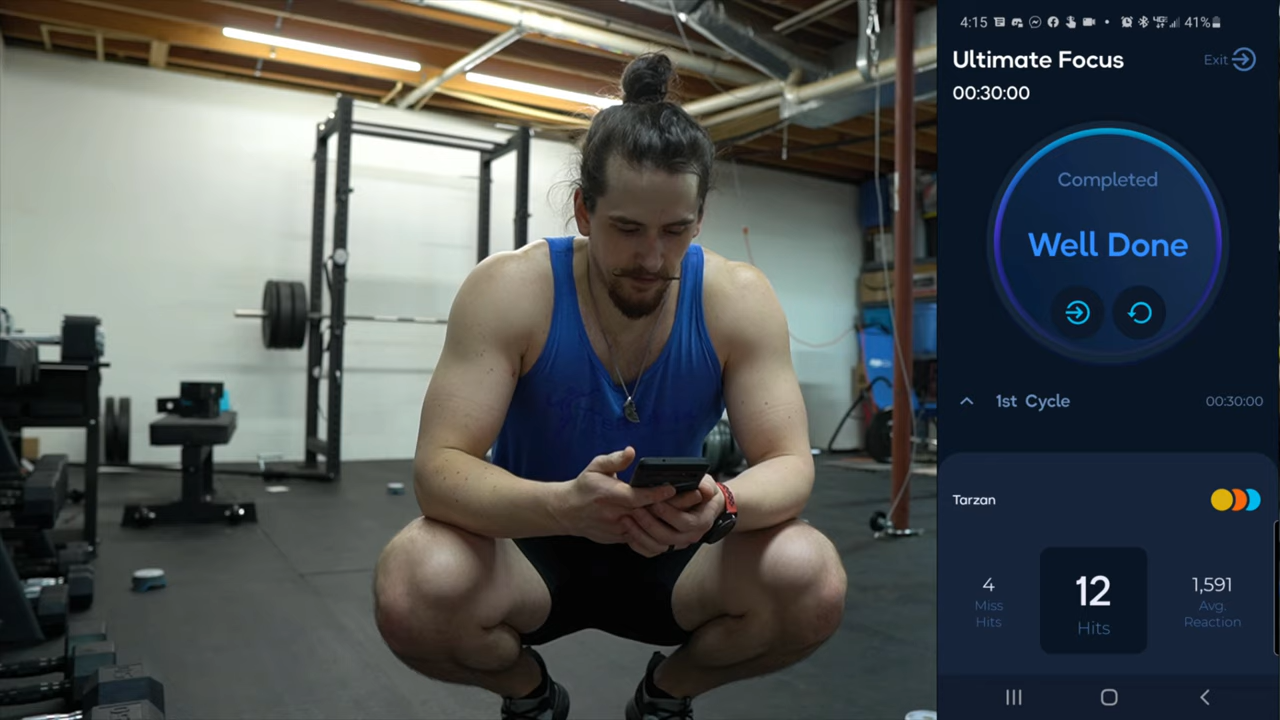 4:15 41%
Ultimate Focus Exit
00:30:00
Completed
Well Done
1st Cycle 00:30:00
Tarzan
4
Miss
Hits
12
Hits
1,591
Avg.
Reaction